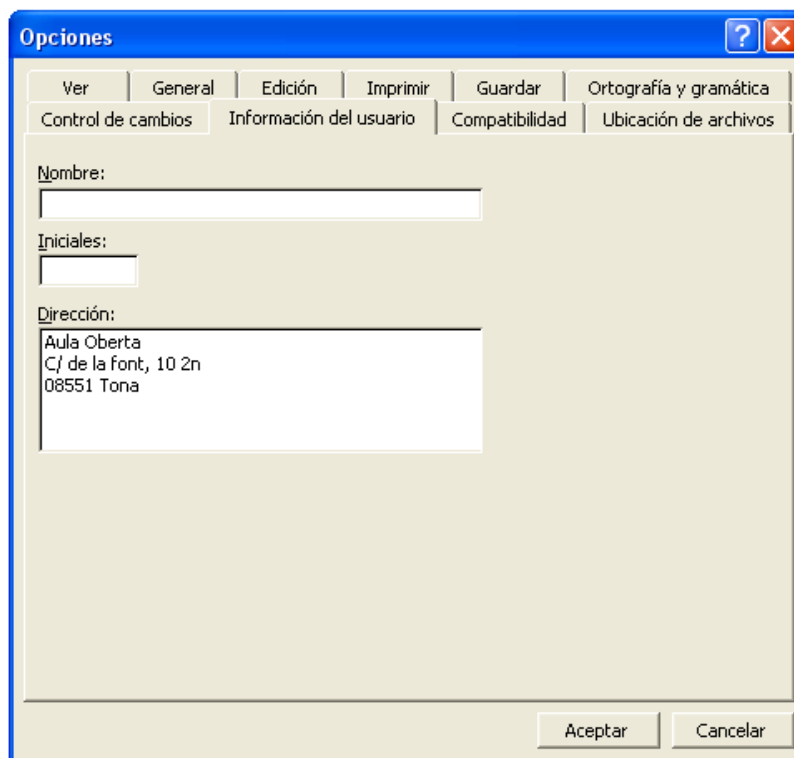 Opciones
Ver General Edición Imprimir Guardar Ortografía y gramática
Control de cambios Información del usuario Compatibilidad Ubicación de archivos
Nombre:
Iniciales:
Dirección:
Aula Oberta
C/ de la font, 10 2n
08551 Tona
Aceptar Cancelar